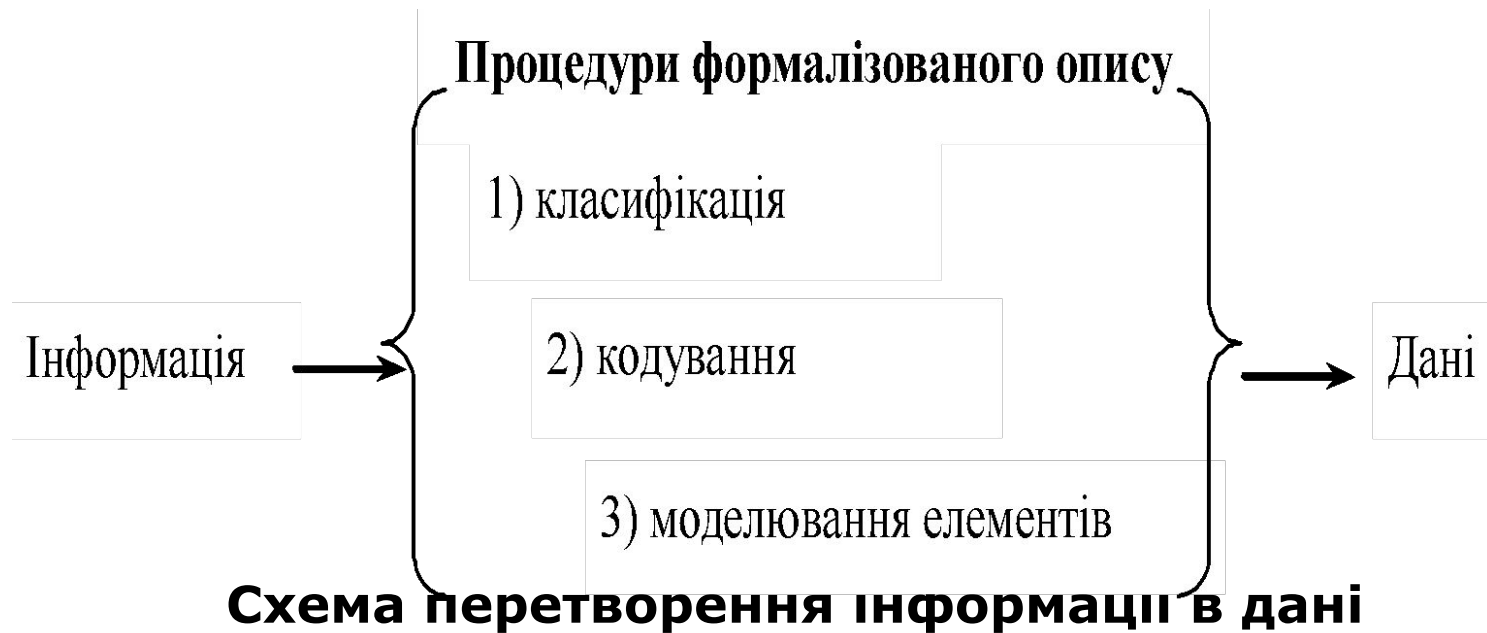 Процедури формалізованого опису
1) класифікація
Інформація
2) кодування
Дані
3) моделювання елементів
Схема перетворення інформації в дані